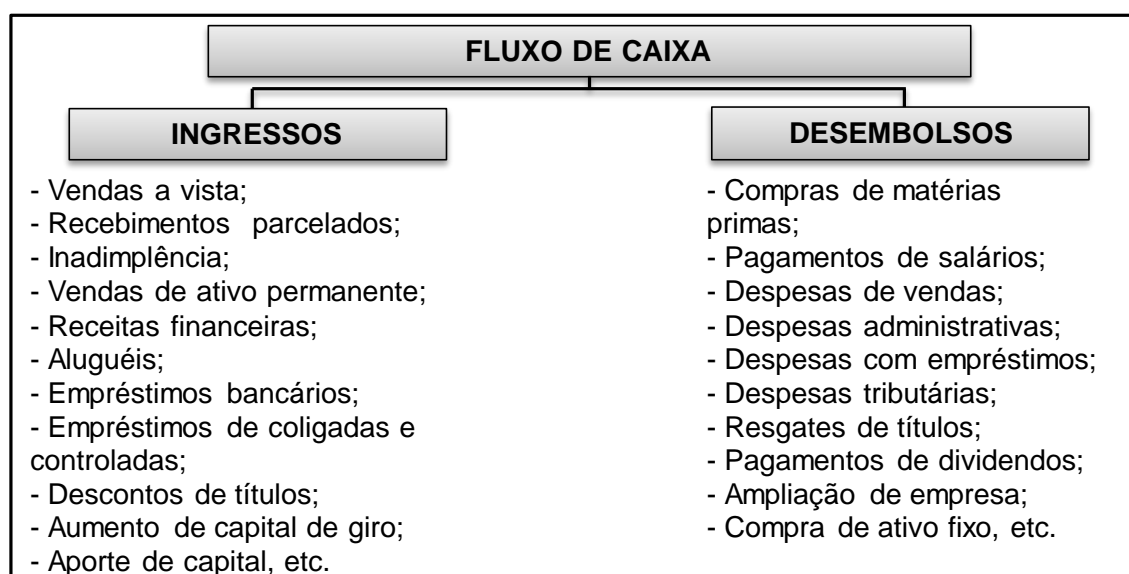 FLUXO DE CAIXA
INGRESSOS
- Vendas a vista;
- Recebimentos parcelados;
- Inadimplência;
- Vendas de ativo permanente;
- Receitas financeiras;
- Aluguéis;
- Empréstimos bancários;
- Empréstimos de coligadas e
controladas;
- Descontos de títulos;
- Aumento de capital de giro;
- Aporte de capital, etc.
DESEMBOLSOS
- Compras de matérias
primas;
- Pagamentos de salários;
- Despesas de vendas;
- Despesas administrativas;
- Despesas com empréstimos;
- Despesas tributárias;
- Resgates de títulos;
- Pagamentos de dividendos;
- Ampliação de empresa;
- Compra de ativo fixo, etc.